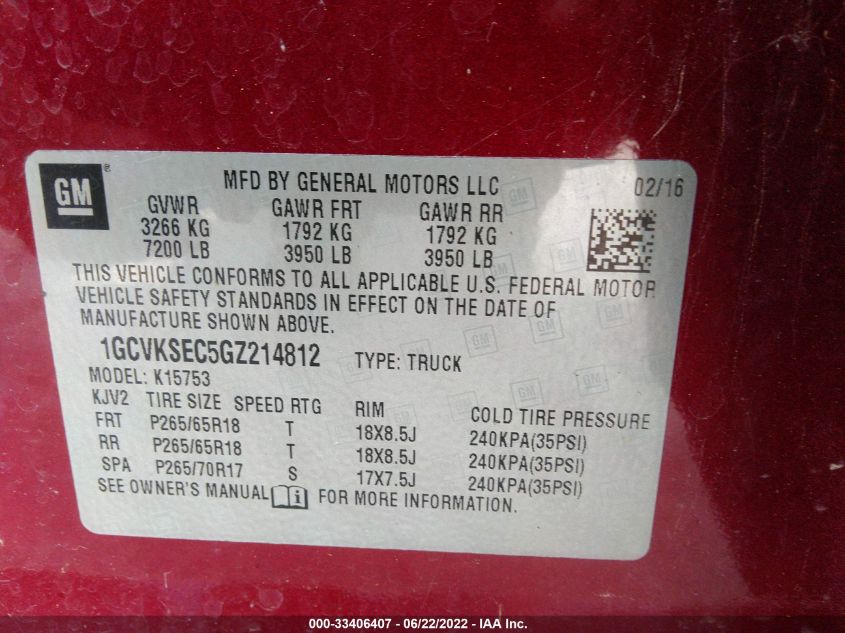 GM ®
MFD BY GENERAL MOTORS LLC 02/16
GVWR GAWR FRT GAWR RR
3266 KG 1792 KG 1792 KG
7200 LB 3950 LB 3950 LB
THIS VEHICLE CONFORMS TO ALL APPLICABLE U.S. FEDERAL MOTOR
VEHICLE SAFETY STANDARDS IN EFFECT ON THE DATE OF
MANUFACTURE SHOWN ABOVE.
1GCVKSEC5GZ214812 TYPE: TRUCK
MODEL: K15753
KJV2 TIRE SIZE SPEED RTG RIM COLD TIRE PRESSURE
FRT P265/65R18 T 18X8.5J 240KPA(35PSI)
RR P265/65R18 T 18X8.5J 240KPA(35PSI)
SPA P265/70R17 S 17X7.5J 240KPA(35PSI)
SEE OWNER'S MANUAL FOR MORE INFORMATION.
000-33406407 - 06/22/2022 - IAA Inc.